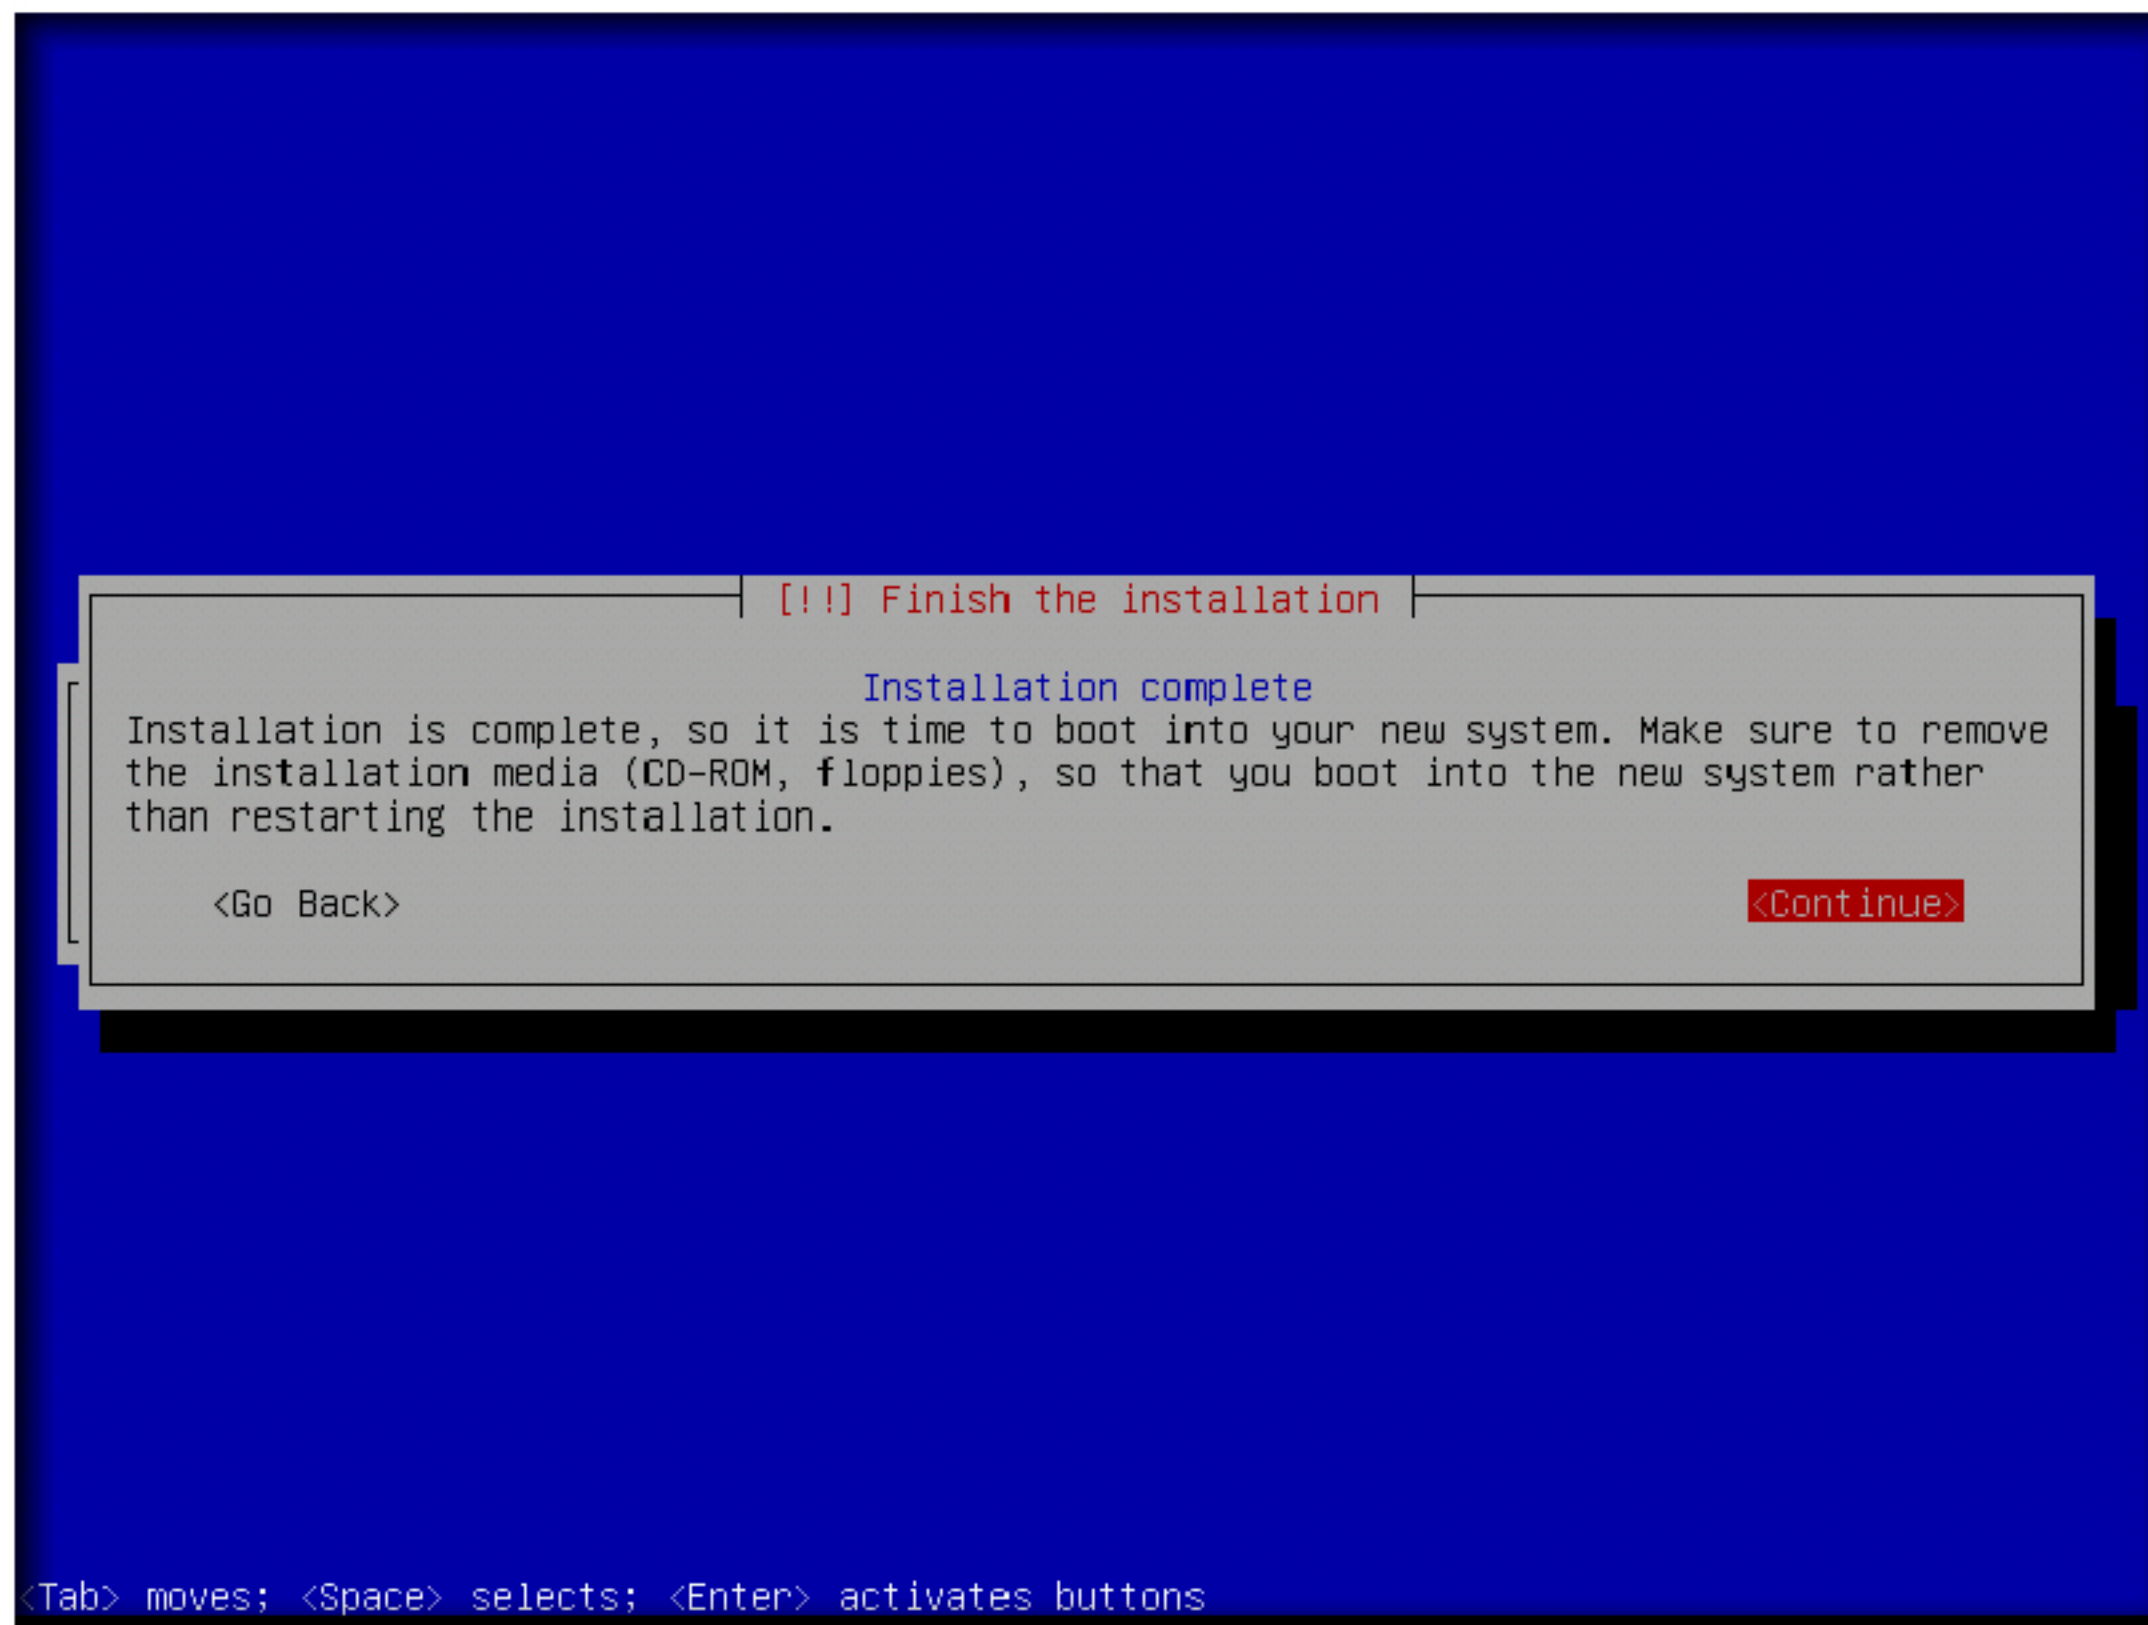 [!!] Finish the installation
Installation complete
Installation is complete, so it is time to boot into your new system. Make sure to remove
the installation media (CD-ROM, floppies), so that you boot into the new system rather
than restarting the installation.
<Go Back> <Continue>
<Tab> moves; <Space> selects; <Enter> activates buttons